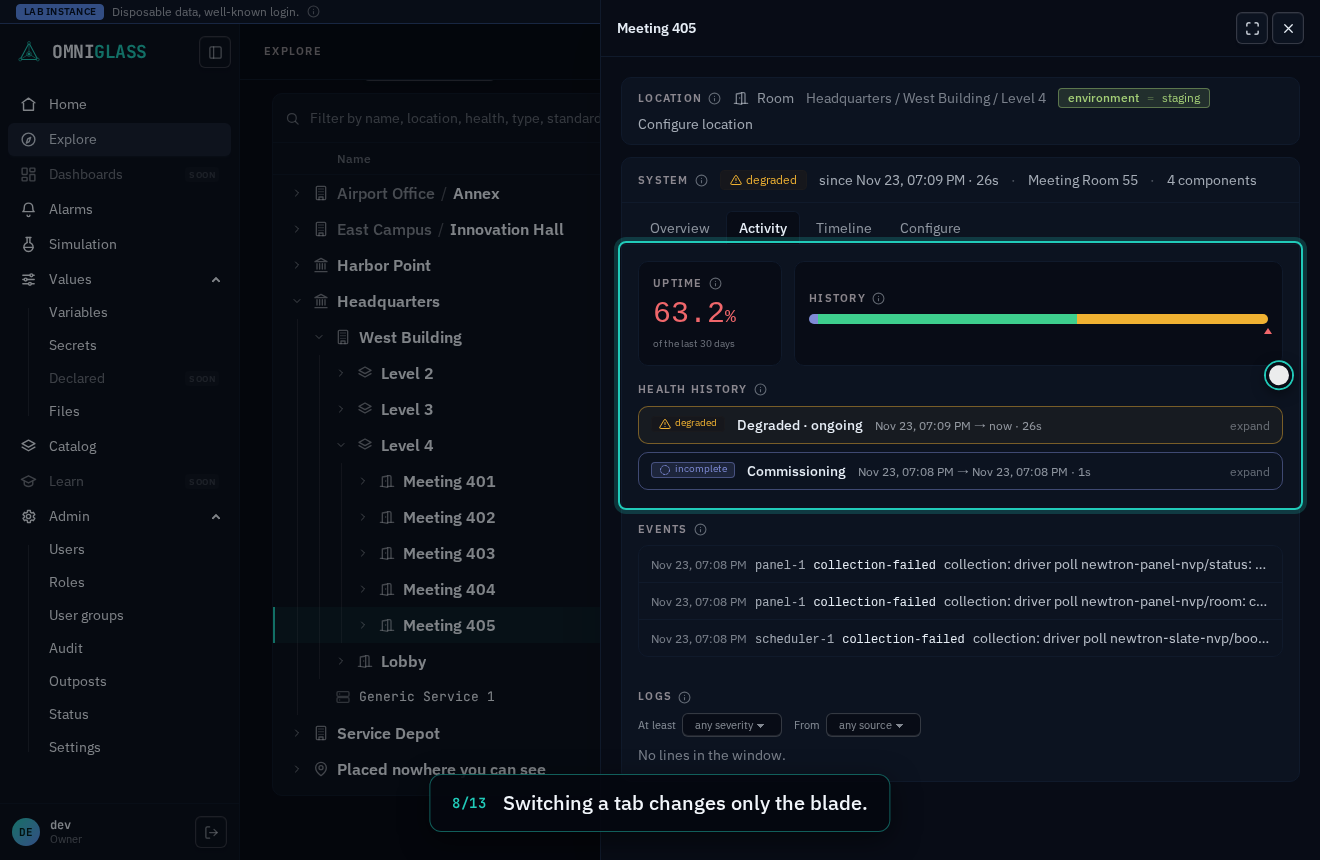 LAB INSTANCE Disposable data, well-known login.
OMNIGLASS
Home
Explore
Dashboards SOON
Alarms
Simulation
Values
Variables
Secrets
Declared SOON
Files
Catalog
Learn SOON
Admin
Users
Roles
User groups
Audit
Outposts
Status
Settings
DE dev
Owner
EXPLORE
Filter by name, location, health, type, standard
Name
Airport Office / Annex
East Campus / Innovation Hall
Harbor Point
Headquarters
West Building
Level 2
Level 3
Level 4
Meeting 401
Meeting 402
Meeting 403
Meeting 404
Meeting 405
Lobby
Generic Service 1
Service Depot
Placed nowhere you can see
Meeting 405
LOCATION Room Headquarters / West Building / Level 4 environment = staging
Configure location
SYSTEM degraded since Nov 23, 07:09 PM · 26s · Meeting Room 55 · 4 components
Overview Activity Timeline Configure
UPTIME
63.2%
of the last 30 days
HISTORY
HEALTH HISTORY
degraded Degraded · ongoing Nov 23, 07:09 PM → now · 26s expand
incomplete Commissioning Nov 23, 07:08 PM → Nov 23, 07:08 PM · 1s expand
EVENTS
Nov 23, 07:08 PM panel-1 collection-failed collection: driver poll newtron-panel-nvp/status: ...
Nov 23, 07:08 PM panel-1 collection-failed collection: driver poll newtron-panel-nvp/room: c...
Nov 23, 07:08 PM scheduler-1 collection-failed collection: driver poll newtron-slate-nvp/boo...
LOGS
At least any severity From any source
No lines in the window.
8/13 Switching a tab changes only the blade.